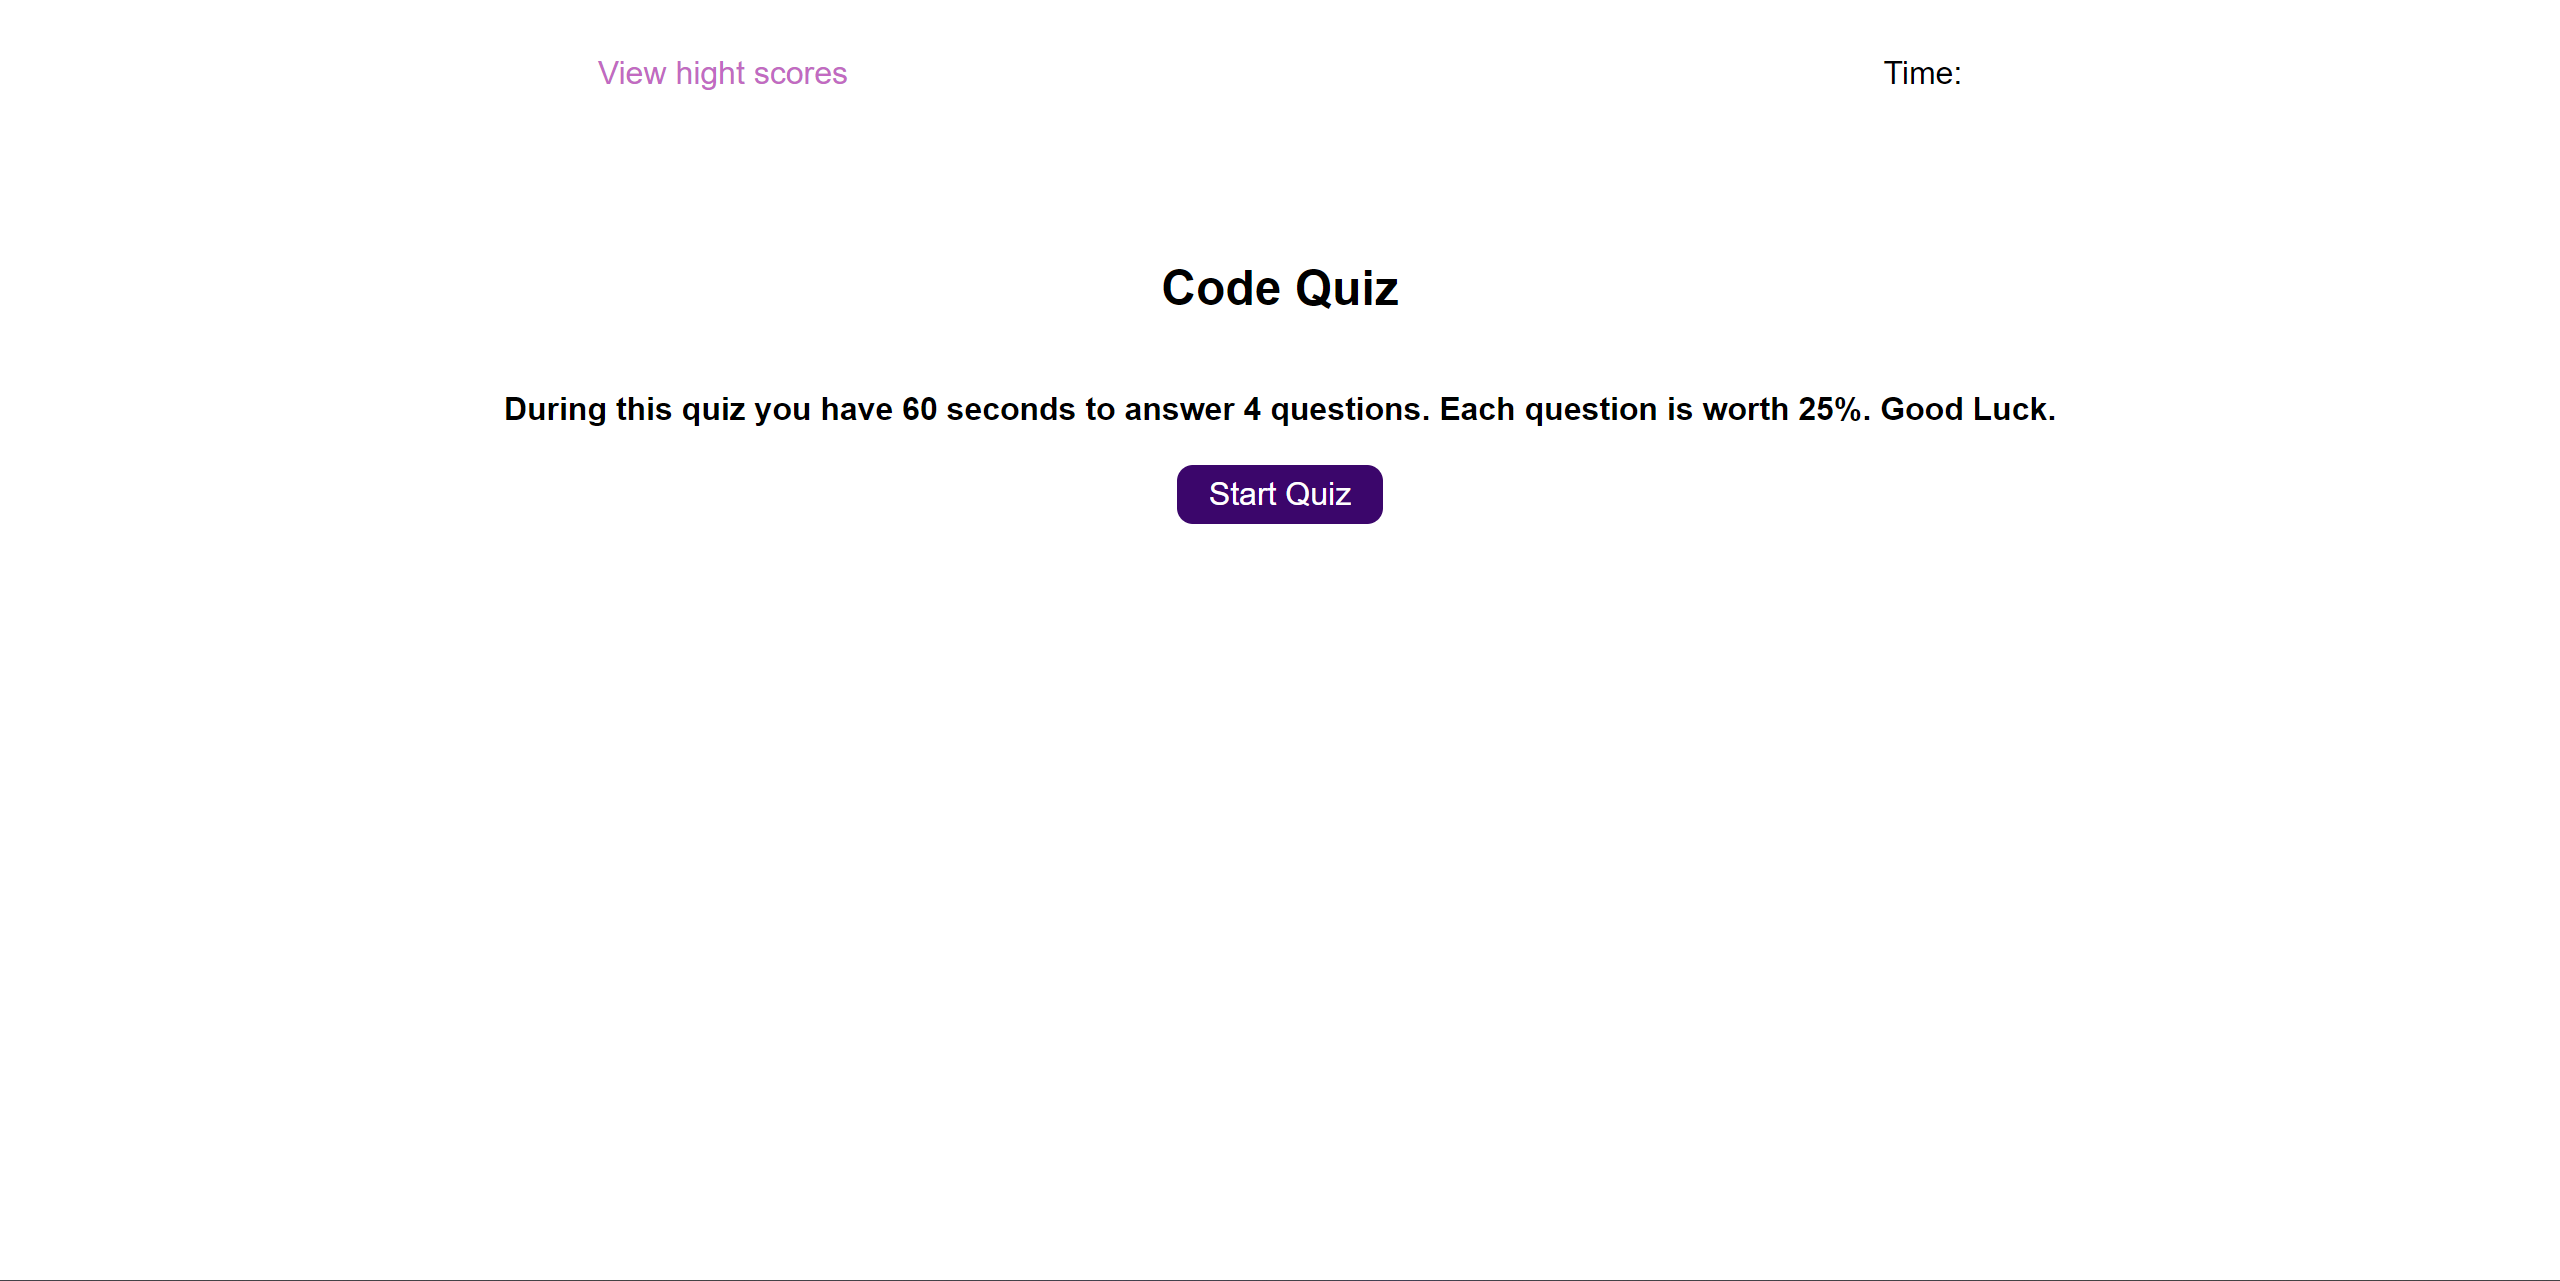 View hight scores
Time:
Code Quiz
During this quiz you have 60 seconds to answer 4 questions. Each question is worth 25%. Good Luck.
Start Quiz